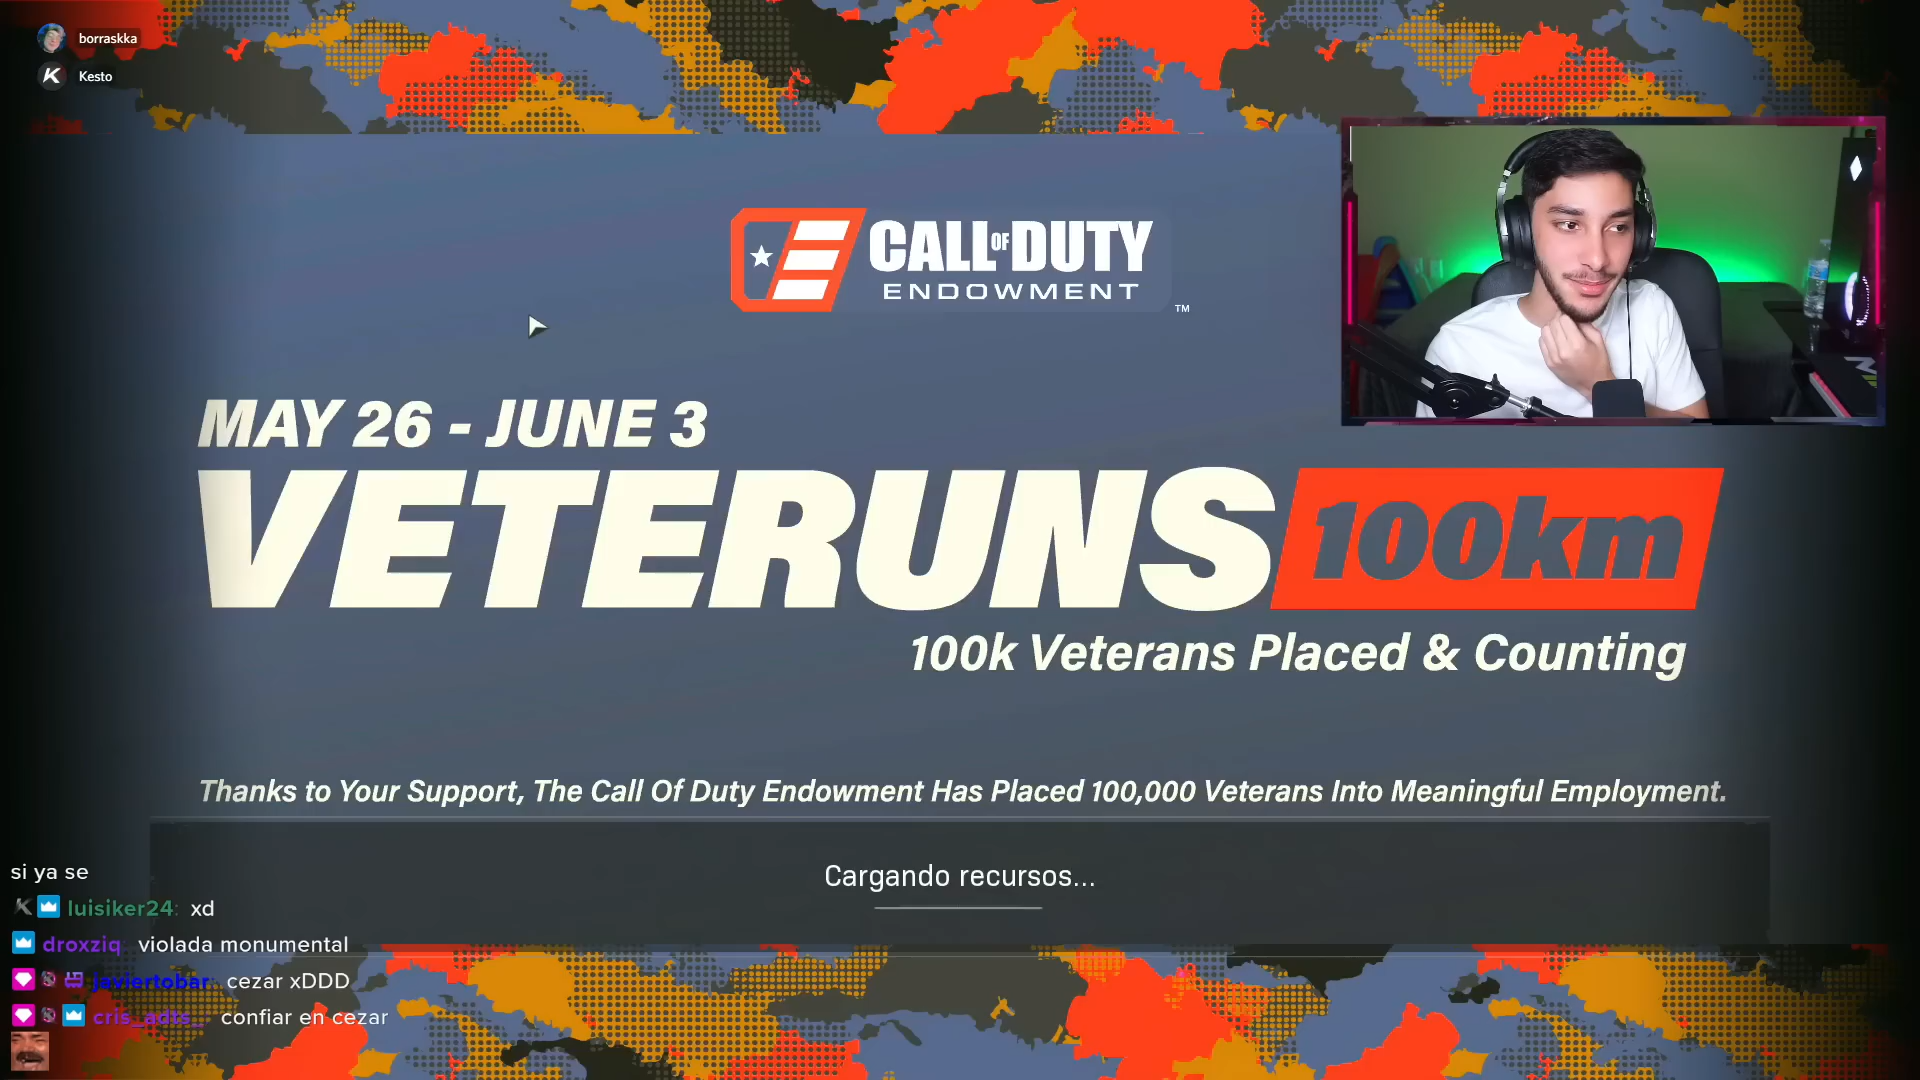 borraskka
Kesto
CALL OF DUTY
ENDOWMENT
TM
MAY 26 - JUNE 3
VETERUNS 100km
100k Veterans Placed & Counting
Thanks to Your Support, The Call Of Duty Endowment Has Placed 100,000 Veterans Into Meaningful Employment.
Cargando recursos...
si ya se
luisiker24: xd
droxziq: violada monumental
javiertobar: cezar xDDD
cris_adts_: confiar en cezar